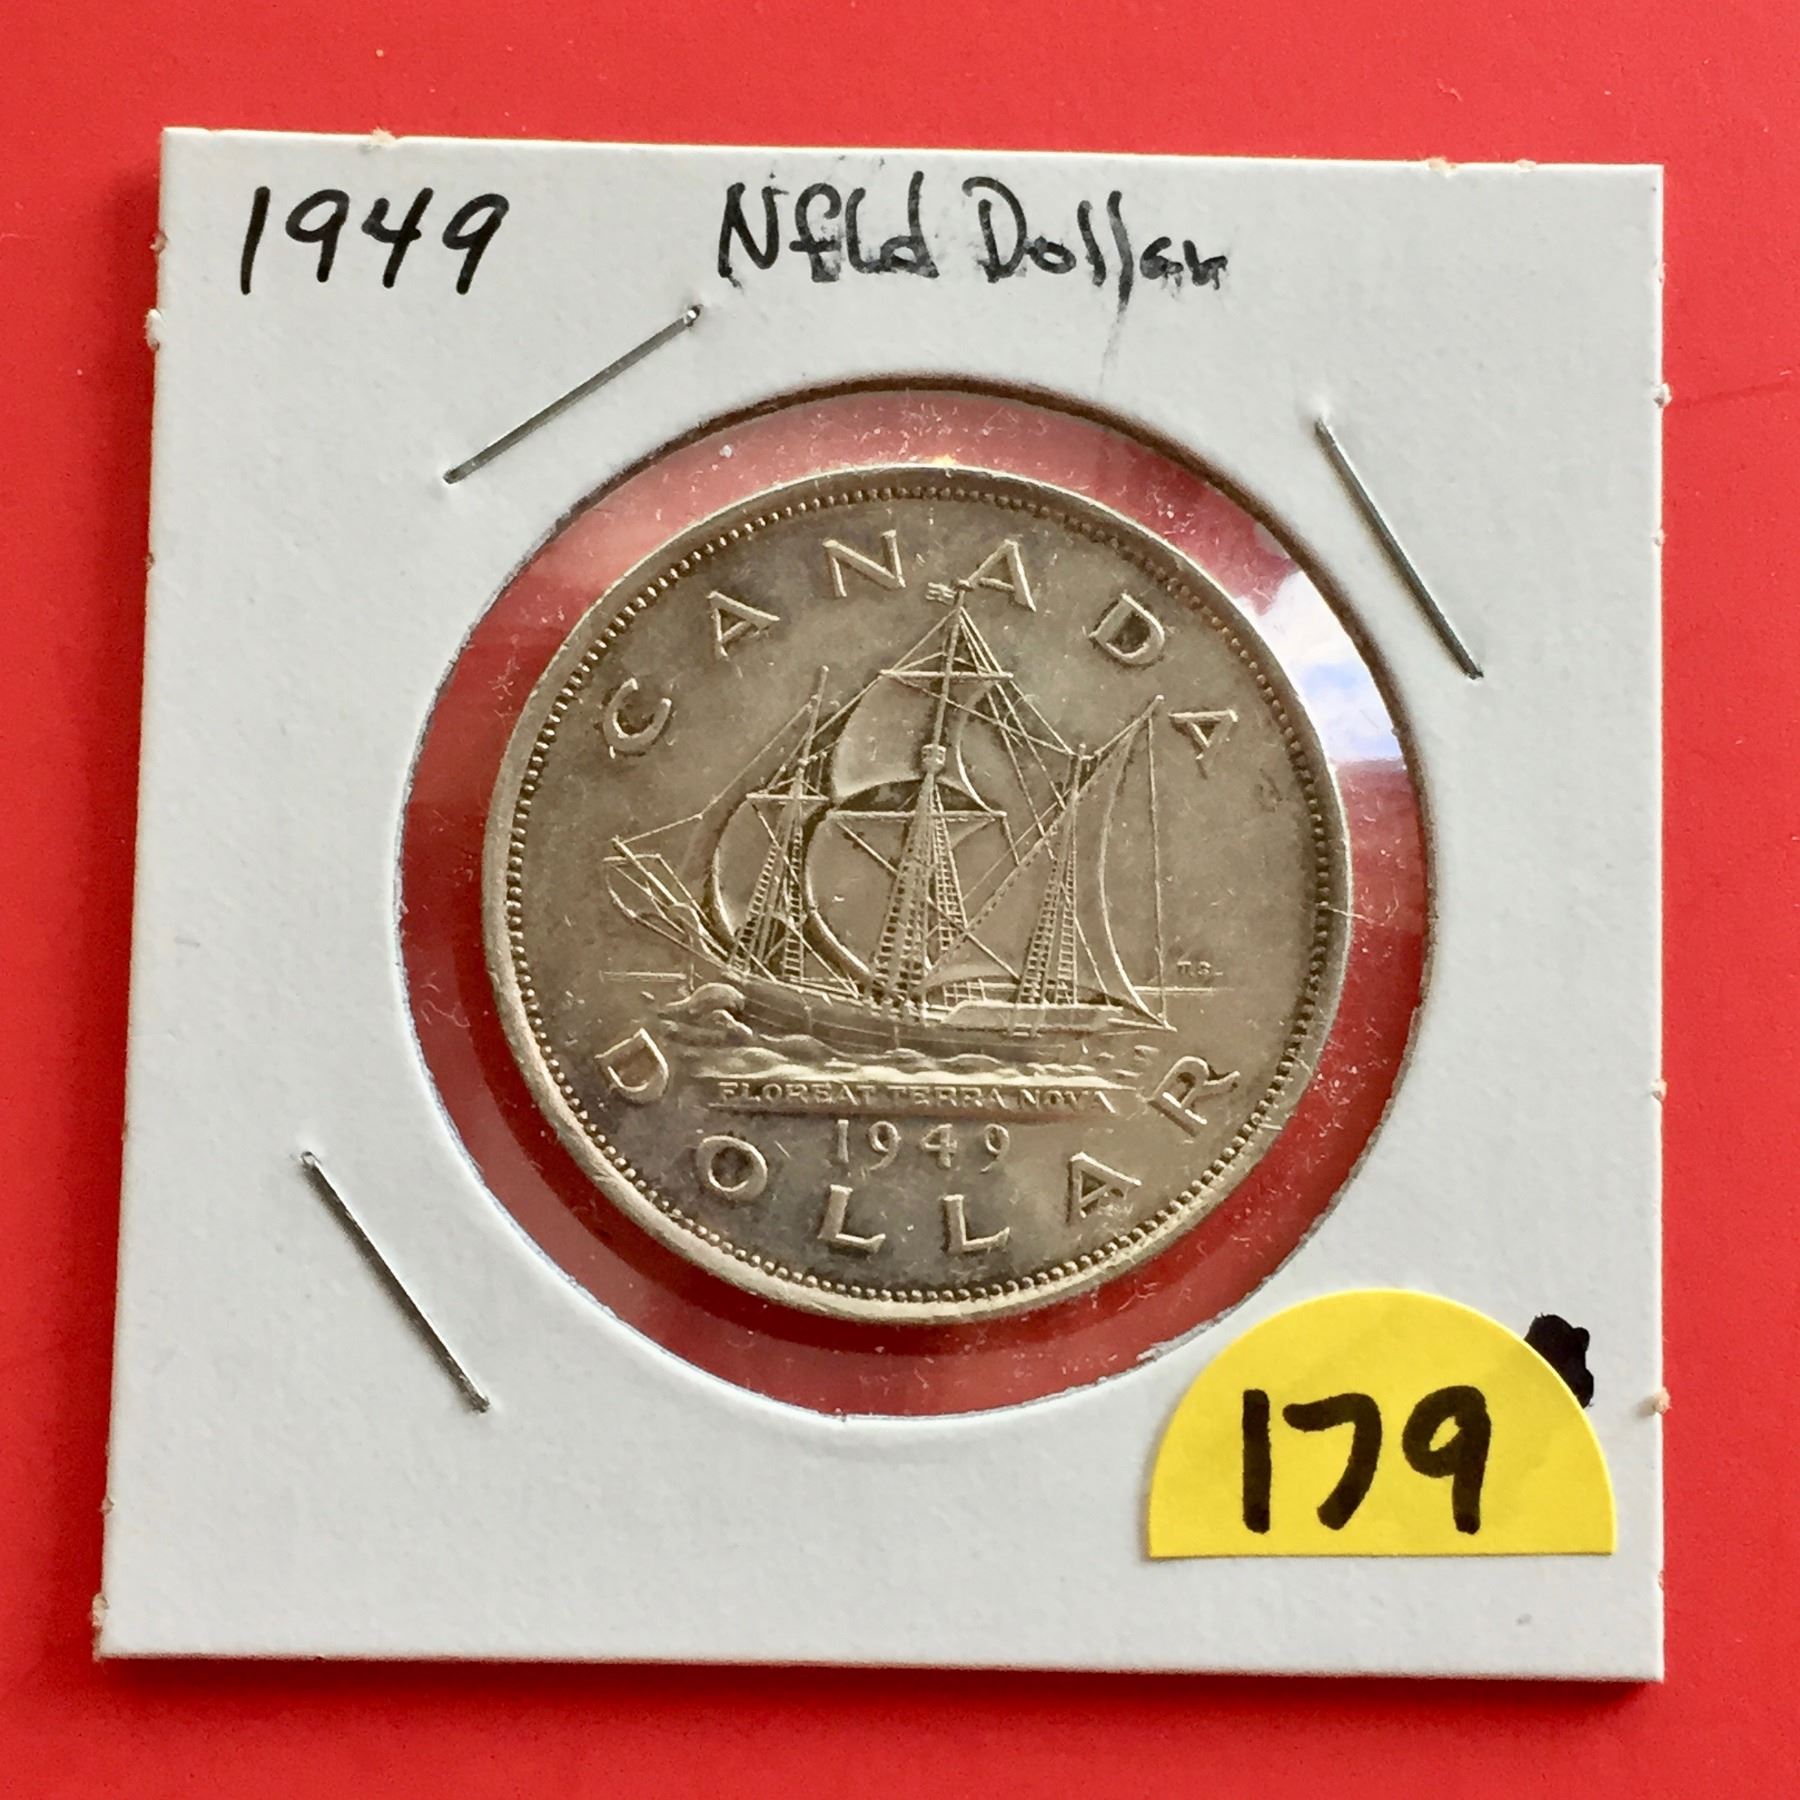 1949 Nfld Dollar
CANADA
T.S.
FLOREAT TERRA NOVA
1949
DOLLAR
179